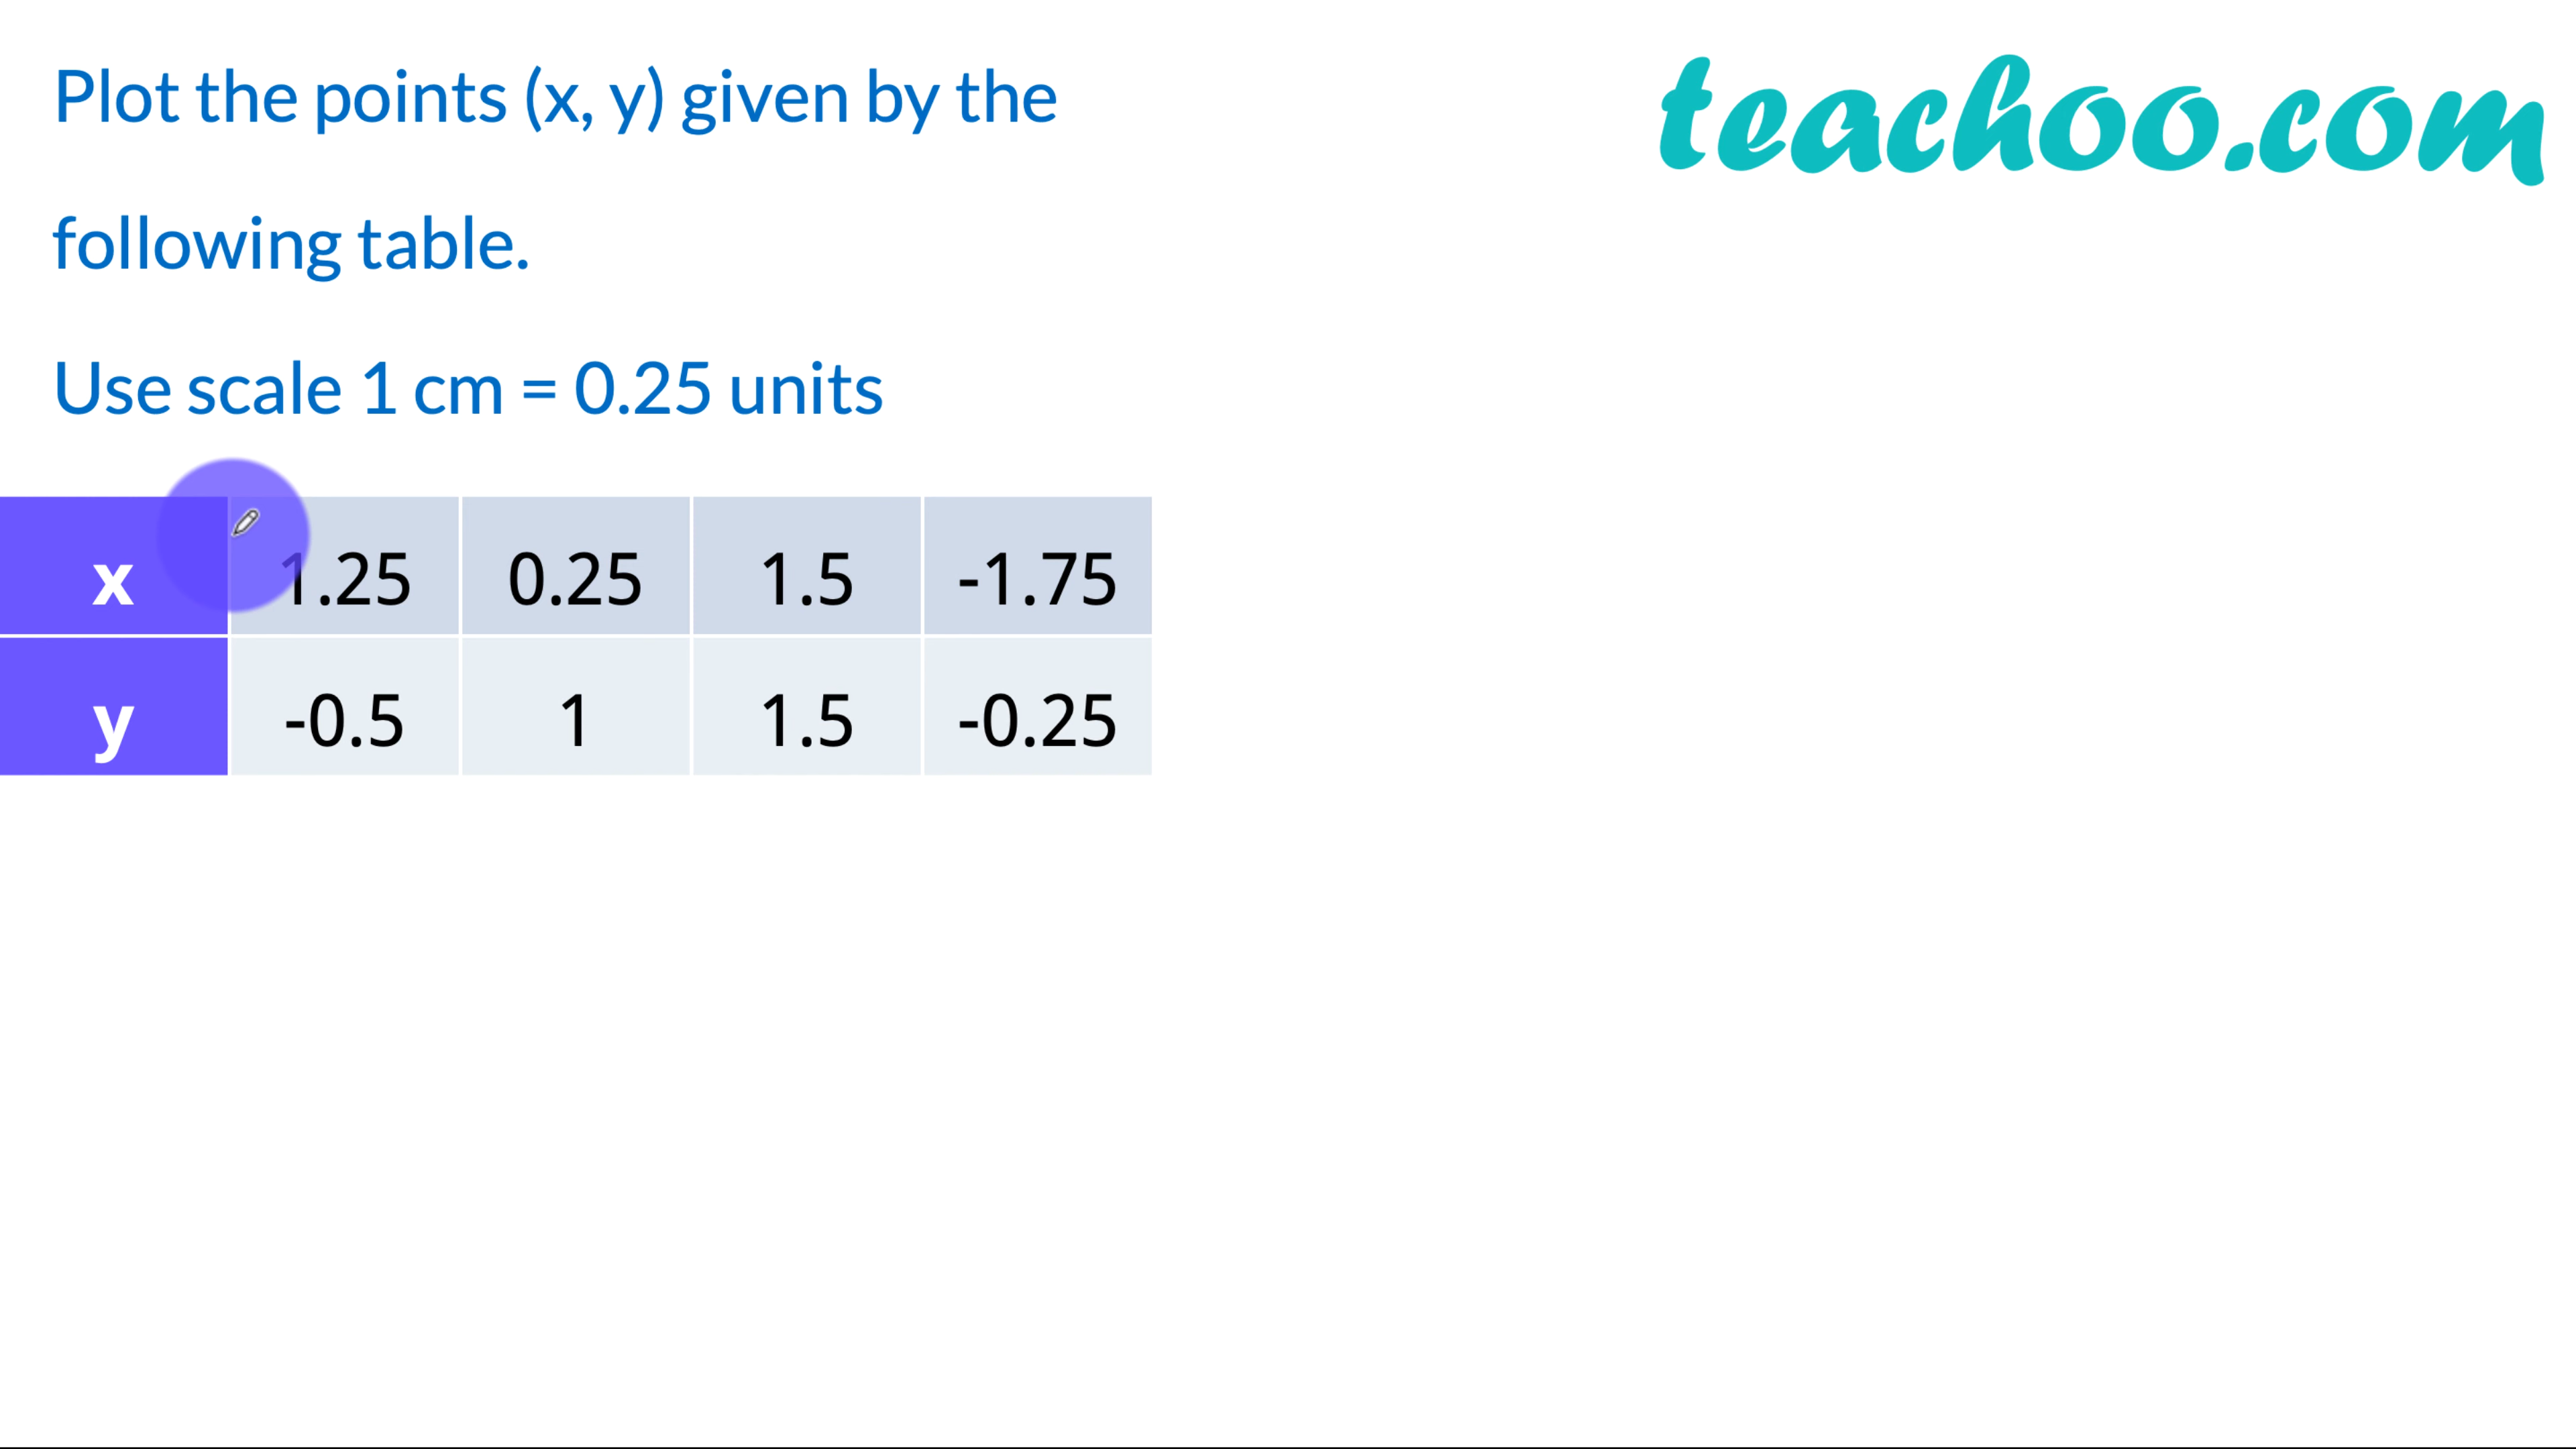 Plot the points (x, y) given by the
teachoo.com
following table.
Use scale 1 cm = 0.25 units
x 1.25 0.25 1.5 -1.75
y -0.5 1 1.5 -0.25